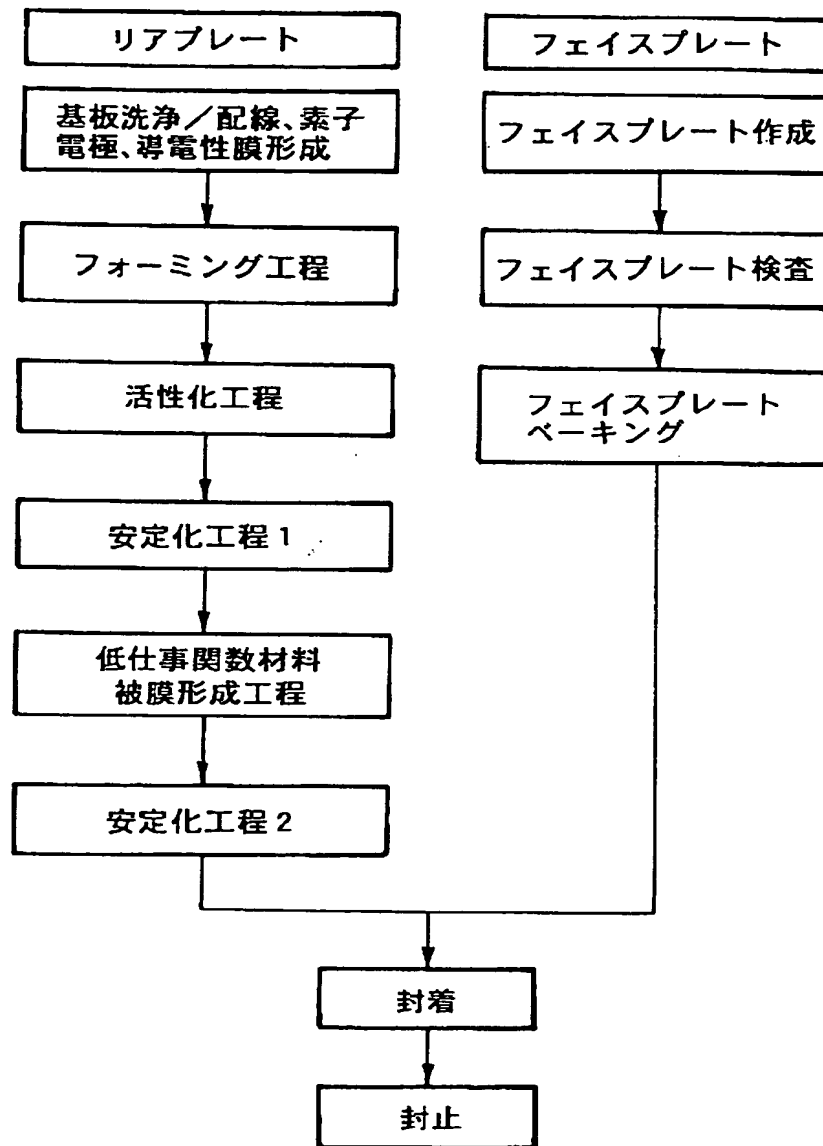 リアプレート
基板洗浄／配線、素子
電極、導電性膜形成
フォーミング工程
活性化工程
安定化工程1
低仕事関数材料
被膜形成工程
安定化工程2
フェイスプレート
フェイスプレート作成
フェイスプレート検査
フェイスプレート
ベーキング
封着
封止